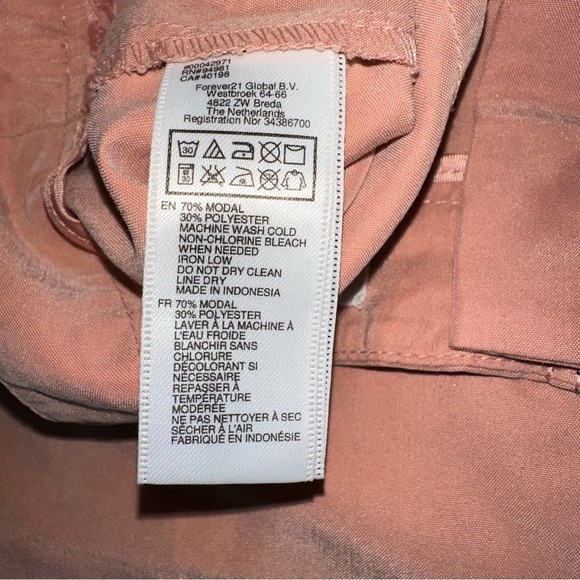 #00042971
RN#94981
CA#40198
Forever21 Global B.V.
Westbroek 64-66
4822 ZW Breda
The Netherlands
Registration Nbr 34386700
30
30
EN 70% MODAL
30% POLYESTER
MACHINE WASH COLD
NON-CHLORINE BLEACH
WHEN NEEDED
IRON LOW
DO NOT DRY CLEAN
LINE DRY
MADE IN INDONESIA
FR 70% MODAL
30% POLYESTER
LAVER À LA MACHINE À
L'EAU FROIDE
BLANCHIR SANS
CHLORURE
DÉCOLORANT SI
NÉCESSAIRE
REPASSER À
TEMPÉRATURE
MODÉRÉE
NE PAS NETTOYER À SEC
SÉCHER À L'AIR
FABRIQUÉ EN INDONÉSIE